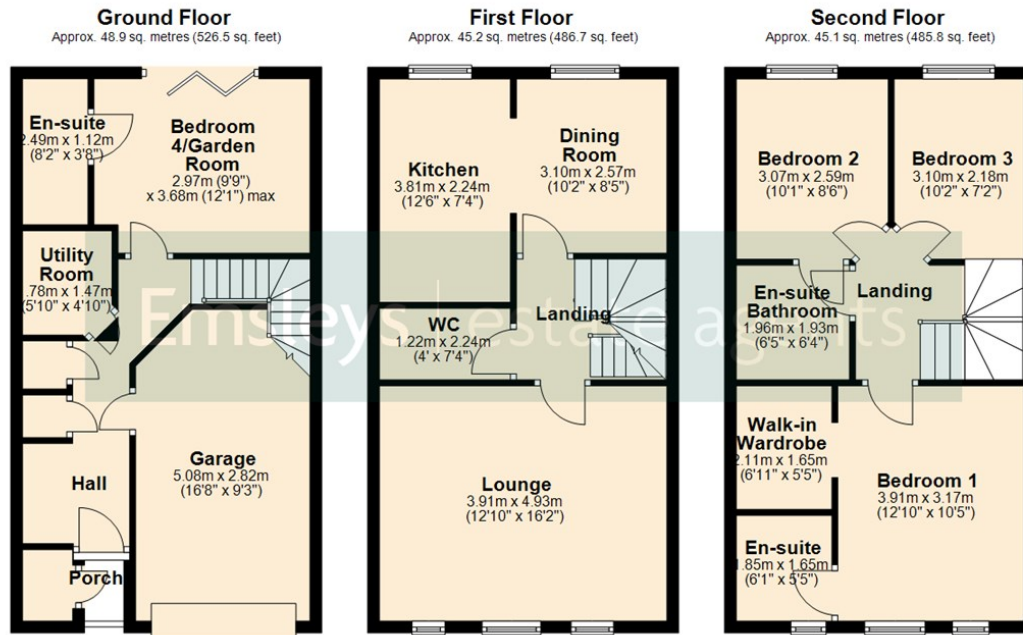 Ground Floor
Approx. 48.9 sq. metres (526.5 sq. feet)
En-suite
2.49m x 1.12m
(8'2" x 3'8")
Bedroom
4/Garden
Room
2.97m (9'9")
x 3.68m (12'1") max
Utility
Room
.78m x 1.47m
(5'10" x 4'10")
Hall
Garage
5.08m x 2.82m
(16'8" x 9'3")
Porch
First Floor
Approx. 45.2 sq. metres (486.7 sq. feet)
Kitchen
3.81m x 2.24m
(12'6" x 7'4")
Dining
Room
3.10m x 2.57m
(10'2" x 8'5")
WC
1.22m x 2.24m
(4' x 7'4")
Landing
Lounge
3.91m x 4.93m
(12'10" x 16'2")
Second Floor
Approx. 45.1 sq. metres (485.8 sq. feet)
Bedroom 2
3.07m x 2.59m
(10'1" x 8'6")
Bedroom 3
3.10m x 2.18m
(10'2" x 7'2")
En-suite
Bathroom
1.96m x 1.93m
(6'5" x 6'4")
Landing
Walk-in
Wardrobe
2.11m x 1.65m
(6'11" x 5'5")
Bedroom 1
3.91m x 3.17m
(12'10" x 10'5")
En-suite
1.85m x 1.65m
(6'1" x 5'5")
Emsleys | estate agents